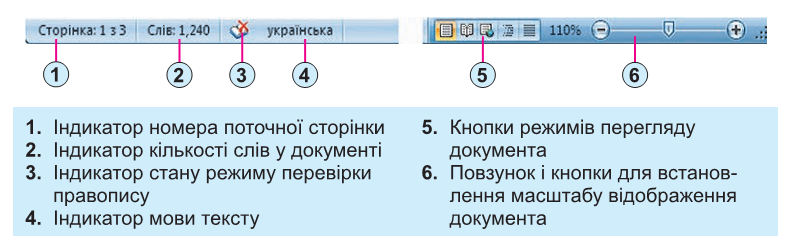 Сторінка: 1 з 3 Слів: 1,240 українська 110%
1 2 3 4 5 6
1. Індикатор номера поточної сторінки
2. Індикатор кількості слів у документі
3. Індикатор стану режиму перевірки
правопису
4. Індикатор мови тексту
5. Кнопки режимів перегляду
документа
6. Повзунок і кнопки для встанов-
лення масштабу відображення
документа